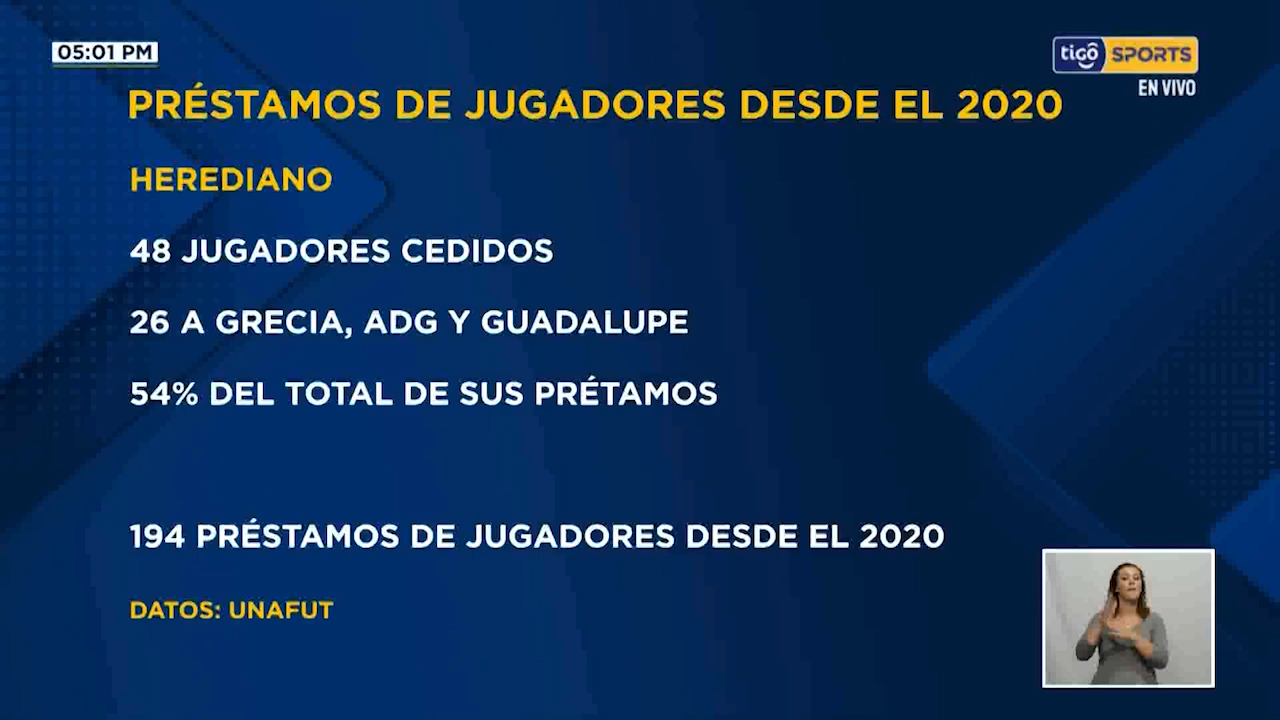 05:01 PM
tigo SPORTS
EN VIVO
PRÉSTAMOS DE JUGADORES DESDE EL 2020
HEREDIANO
48 JUGADORES CEDIDOS
26 A GRECIA, ADG Y GUADALUPE
54% DEL TOTAL DE SUS PRÉTAMOS
194 PRÉSTAMOS DE JUGADORES DESDE EL 2020
DATOS: UNAFUT